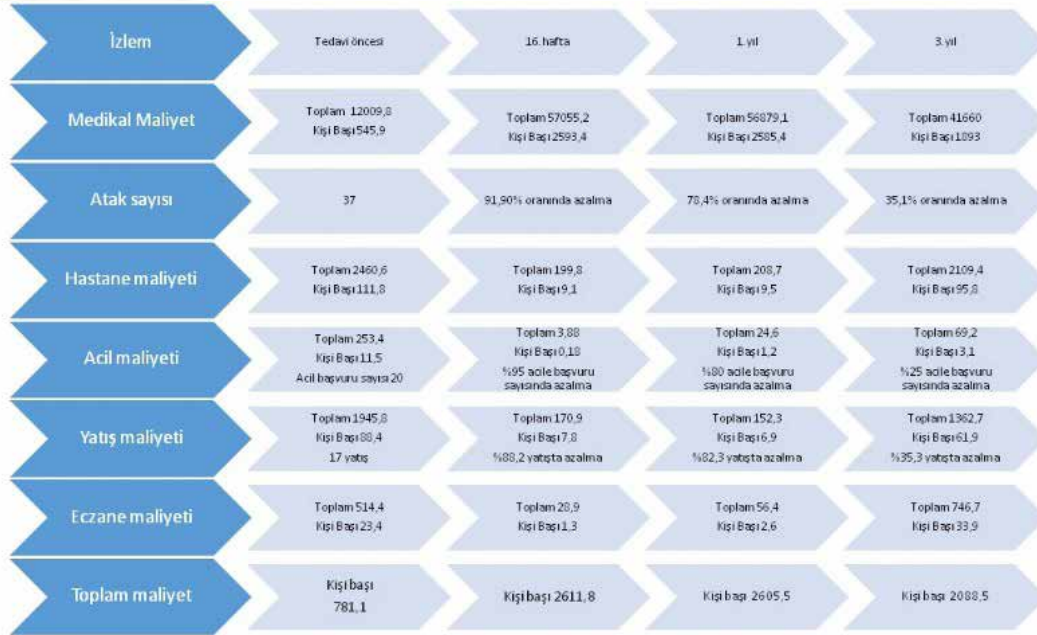 İzlem
Tedavi öncesi
16. hafta
1. yıl
3. yıl
Medikal Maliyet
Toplam 12009,8
Kişi Başı 545,9
Toplam 57055,2
Kişi Başı 2593,4
Toplam 56879,1
Kişi Başı 2585,4
Toplam 41660
Kişi Başı 1893
Atak sayısı
37
91,90% oranında azalma
78,4% oranında azalma
35,1% oranında azalma
Hastane maliyeti
Toplam 2460,6
Kişi Başı 111,8
Toplam 199,8
Kişi Başı 9,1
Toplam 208,7
Kişi Başı 9,5
Toplam 2109,4
Kişi Başı 95,8
Acil maliyeti
Toplam 253,4
Kişi Başı 11,5
Acil başvuru sayısı 20
Toplam 3,88
Kişi Başı 0,18
%95 acile başvuru
sayısında azalma
Toplam 24,6
Kişi Başı 1,2
%80 acile başvuru
sayısında azalma
Toplam 69,2
Kişi Başı 3,1
%25 acile başvuru
sayısında azalma
Yatış maliyeti
Toplam 1945,8
Kişi Başı 88,4
17 yatış
Toplam 170,9
Kişi Başı 7,8
%88,2 yatışta azalma
Toplam 152,3
Kişi Başı 6,9
%82,3 yatışta azalma
Toplam 1362,7
Kişi Başı 61,9
%35,3 yatışta azalma
Eczane maliyeti
Toplam 514,4
Kişi Başı 23,4
Toplam 28,9
Kişi Başı 1,3
Toplam 56,4
Kişi Başı 2,6
Toplam 746,7
Kişi Başı 33,9
Toplam maliyet
Kişi başı
781,1
Kişi başı 2611,8
Kişi başı 2605,5
Kişi başı 2088,5